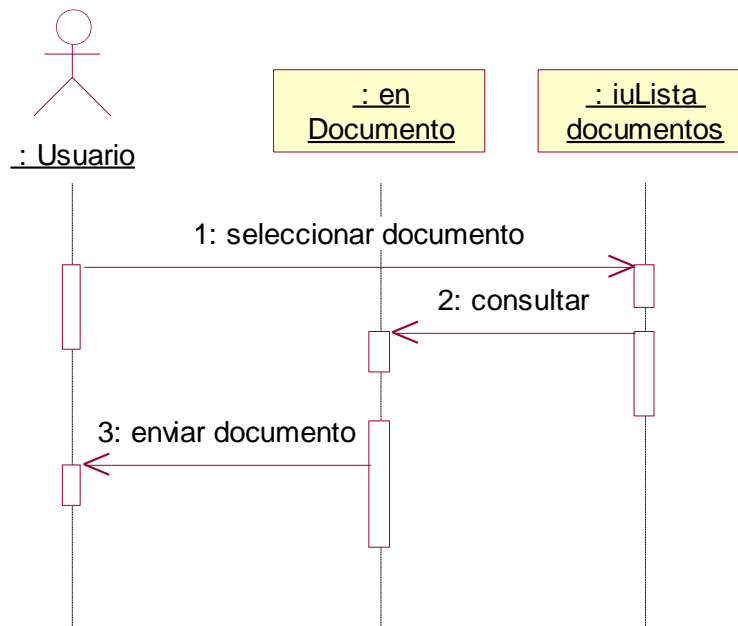 : Usuario
: en
Documento
: iuLista
documentos
1: seleccionar documento
2: consultar
3: enviar documento